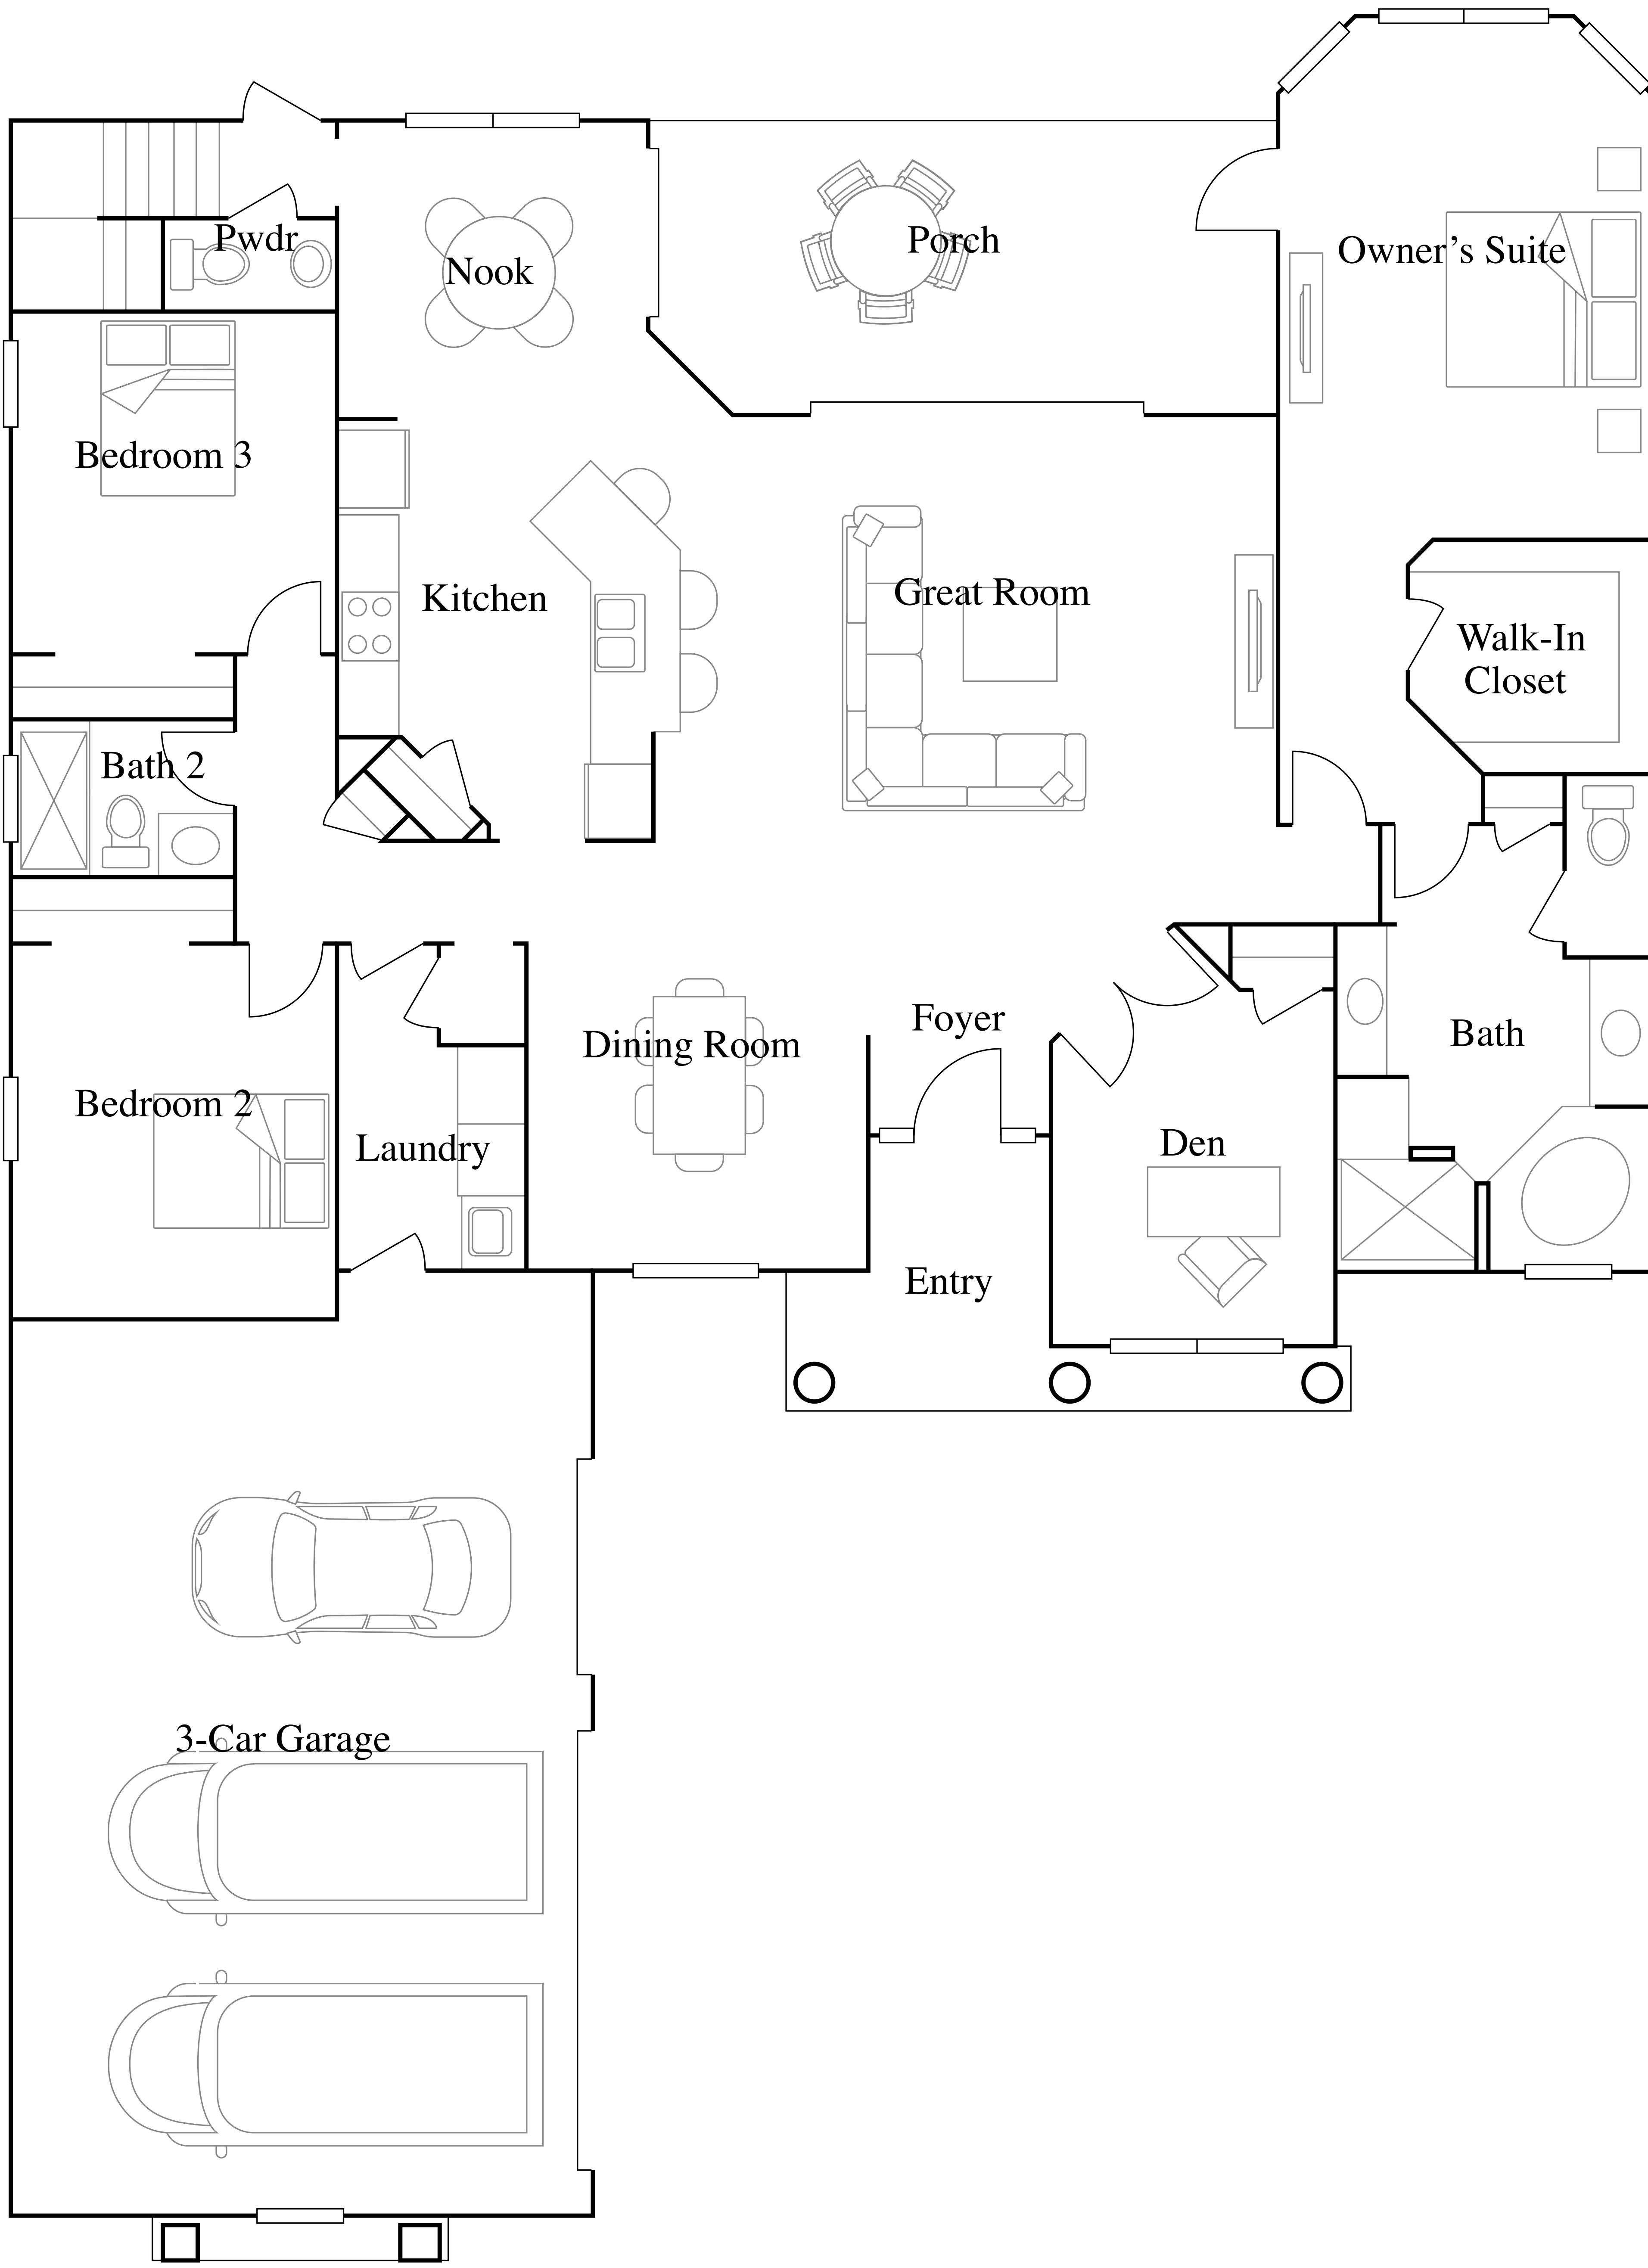 Pwdr
Nook
Porch
Owner's Suite
Bedroom 3
Kitchen
Great Room
Walk-In
Closet
Bath 2
Foyer
Dining Room
Bath
Bedroom 2
Laundry
Den
Entry
3-Car Garage